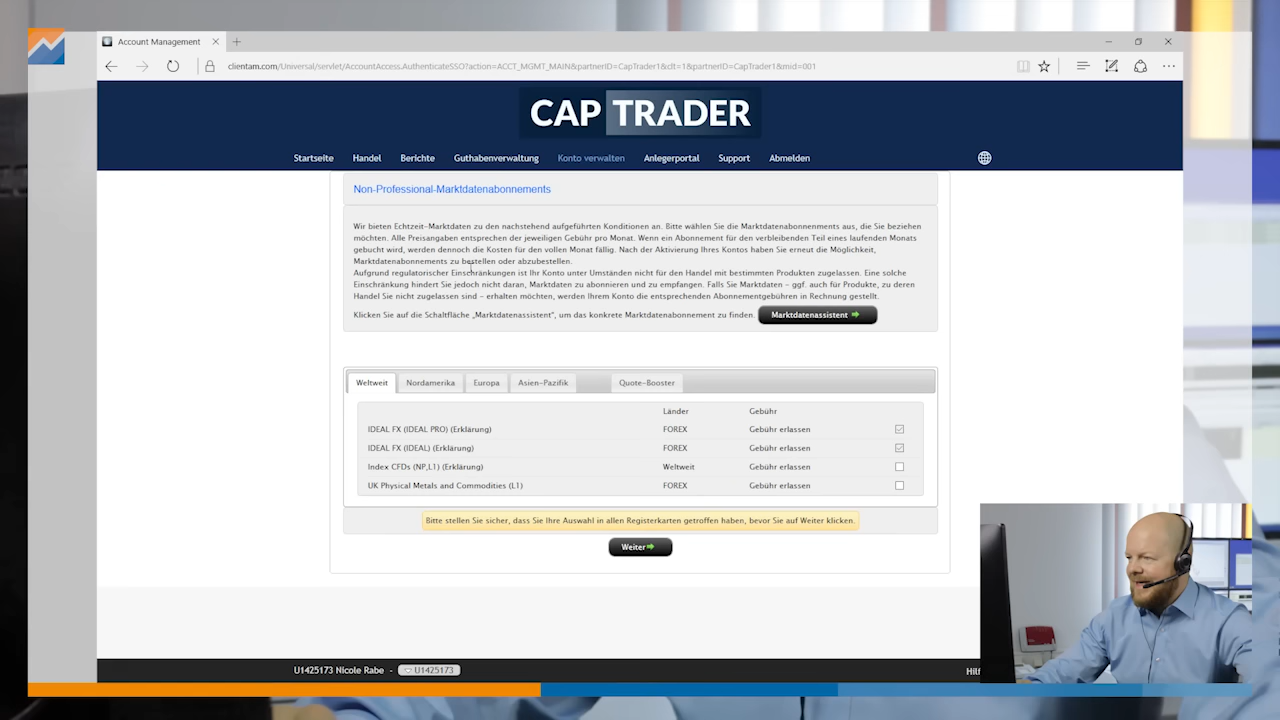 Account Management
clientam.com/Universal/servlet/AccountAccess.AuthenticateSSO?action=ACCT_MGMT_MAIN&partnerID=CapTrader1&clt=1&partnerID=CapTrader1&mid=001
CAP TRADER
Startseite Handel Berichte Guthabenverwaltung Konto verwalten Anlegerportal Support Abmelden
Non-Professional-Marktdatenabonnements
Wir bieten Echtzeit-Marktdaten zu den nachstehend aufgeführten Konditionen an. Bitte wählen Sie die Marktdatenabonnenments aus, die Sie beziehen
möchten. Alle Preisangaben entsprechen der jeweiligen Gebühr pro Monat. Wenn ein Abonnement für den verbleibenden Teil eines laufenden Monats
gebucht wird, werden dennoch die Kosten für den vollen Monat fällig. Nach der Aktivierung Ihres Kontos haben Sie erneut die Möglichkeit,
Marktdatenabonnements zu bestellen oder abzubestellen.
Aufgrund regulatorischer Einschränkungen ist Ihr Konto unter Umständen nicht für den Handel mit bestimmten Produkten zugelassen. Eine solche
Einschränkung hindert Sie jedoch nicht daran, Marktdaten zu abonnieren und zu empfangen. Falls Sie Marktdaten - ggf. auch für Produkte, zu deren
Handel Sie nicht zugelassen sind - erhalten möchten, werden Ihrem Konto die entsprechenden Abonnementgebühren in Rechnung gestellt.
Klicken Sie auf die Schaltfläche „Marktdatenassistent", um das konkrete Marktdatenabonnement zu finden. Marktdatenassistent
Weltweit Nordamerika Europa Asien-Pazifik Quote-Booster
Länder Gebühr
IDEAL FX (IDEAL PRO) (Erklärung) FOREX Gebühr erlassen
IDEAL FX (IDEAL) (Erklärung) FOREX Gebühr erlassen
Index CFDs (NP,L1) (Erklärung) Weltweit Gebühr erlassen
UK Physical Metals and Commodities (L1) FOREX Gebühr erlassen
Bitte stellen Sie sicher, dass Sie Ihre Auswahl in allen Registerkarten getroffen haben, bevor Sie auf Weiter klicken.
Weiter
U1425173 Nicole Rabe - U1425173 Hilf